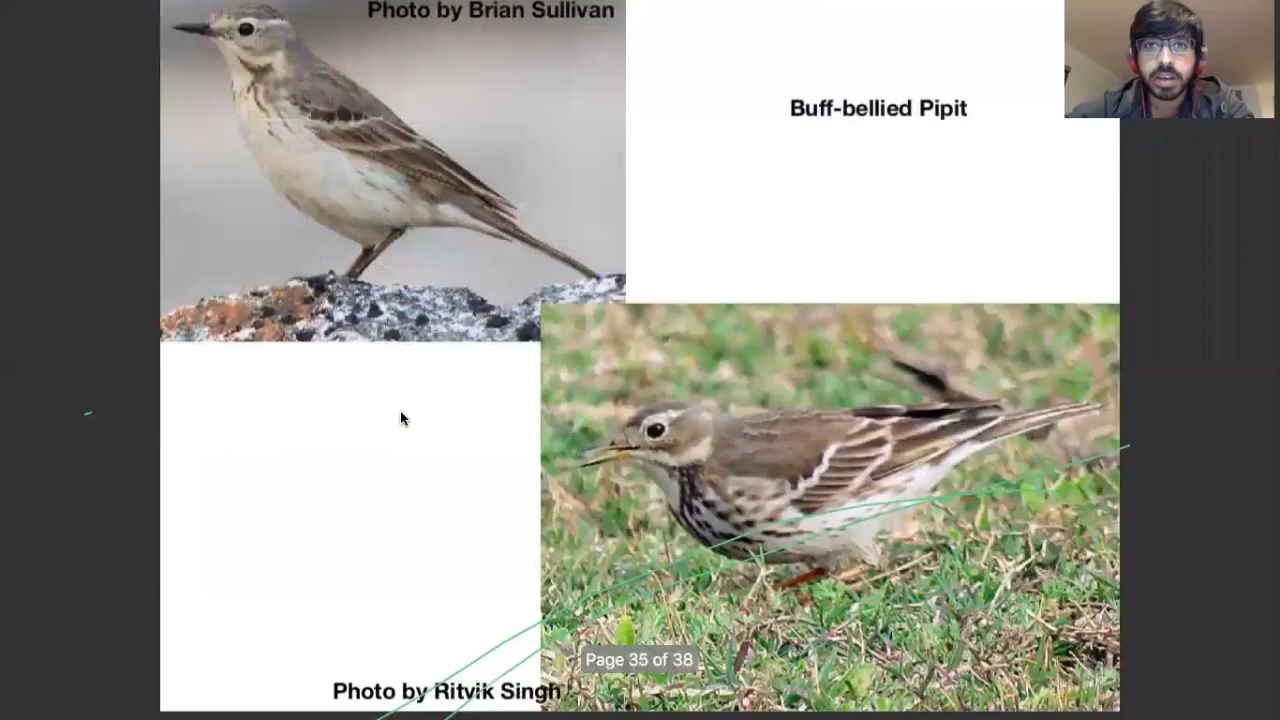 Photo by Brian Sullivan
Buff-bellied Pipit
Page 35 of 38
Photo by Ritvik Singh